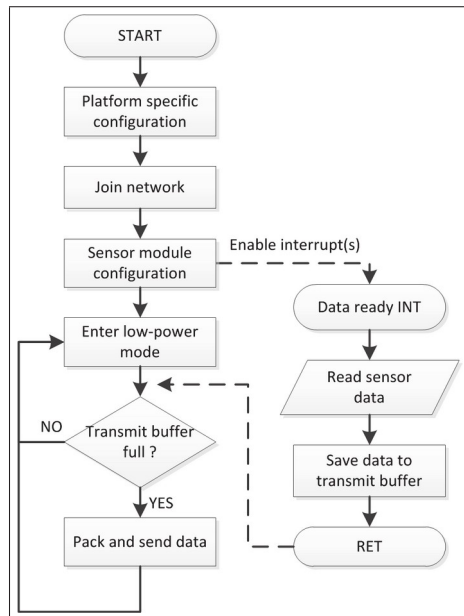 START
Platform specific
configuration
Join network
Sensor module
configuration
Enable interrupt(s)
Data ready INT
Enter low-power
mode
Read sensor
data
NO
Transmit buffer
full ?
Save data to
transmit buffer
YES
Pack and send data
RET